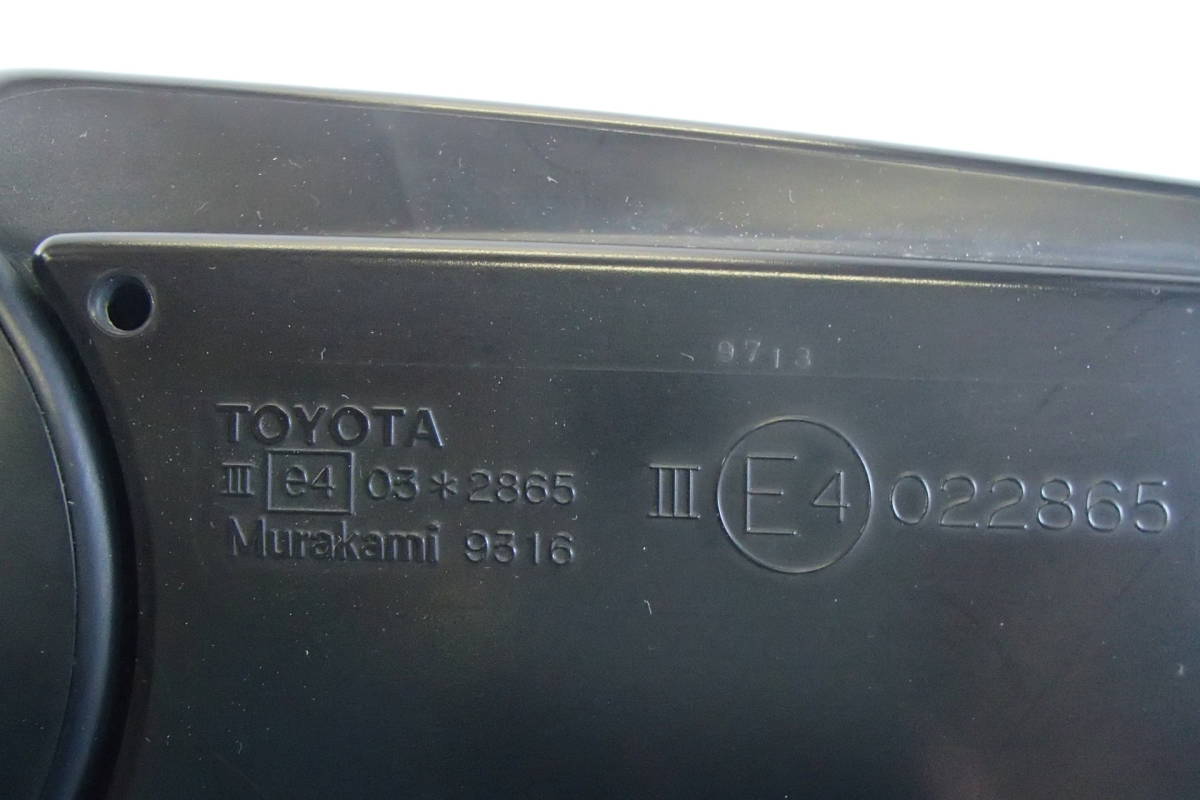 9713
TOYOTA
III e4 03*2865
Murakami 9316
III E4 022865